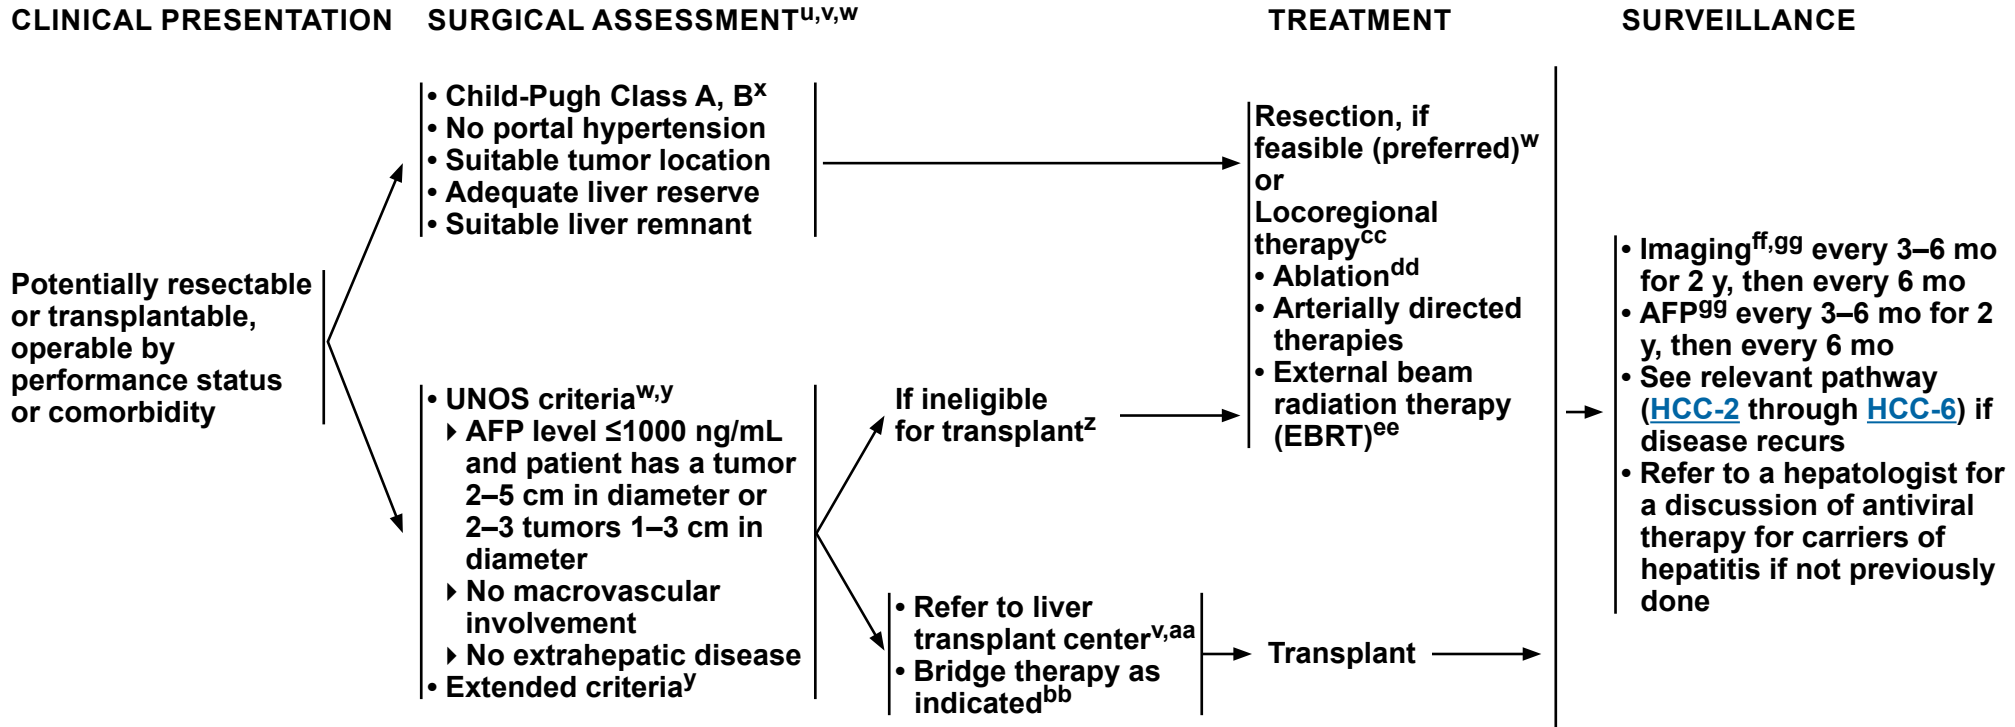 CLINICAL PRESENTATION
SURGICAL ASSESSMENTu,v,w
TREATMENT
SURVEILLANCE
Potentially resectable
or transplantable,
operable by
performance status
or comorbidity
• Child-Pugh Class A, Bx
• No portal hypertension
• Suitable tumor location
• Adequate liver reserve
• Suitable liver remnant
• UNOS criteriaw,y
▸ AFP level ≤1000 ng/mL
and patient has a tumor
2–5 cm in diameter or
2–3 tumors 1–3 cm in
diameter
▸ No macrovascular
involvement
▸ No extrahepatic disease
• Extended criteriay
If ineligible
for transplantz
• Refer to liver
transplant centerv,aa
• Bridge therapy as
indicatedbb
Resection, if
feasible (preferred)w
or
Locoregional
therapycc
• Ablationdd
• Arterially directed
therapies
• External beam
radiation therapy
(EBRT)ee
Transplant
• Imagingff,gg every 3–6 mo
for 2 y, then every 6 mo
• AFPgg every 3–6 mo for 2
y, then every 6 mo
• See relevant pathway
(HCC-2 through HCC-6) if
disease recurs
• Refer to a hepatologist for
a discussion of antiviral
therapy for carriers of
hepatitis if not previously
done